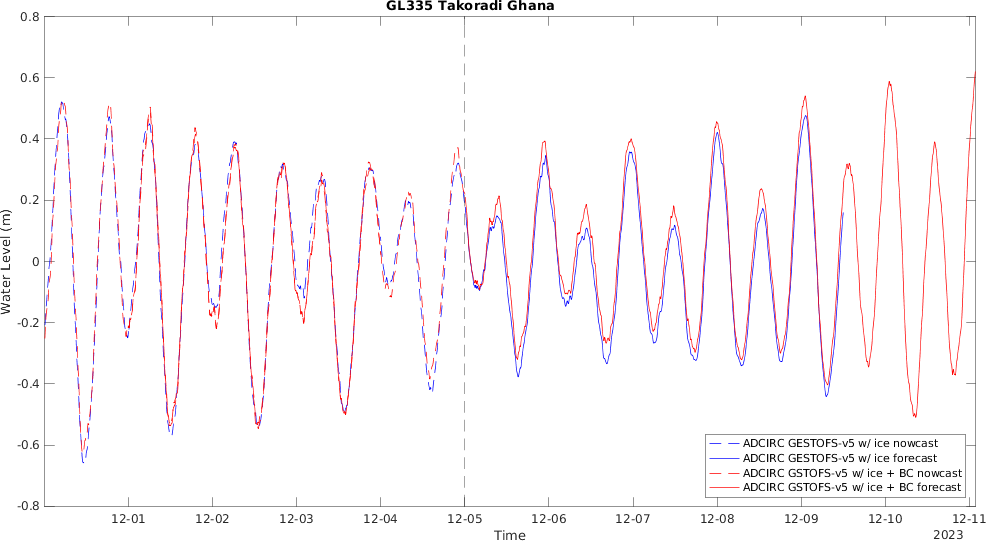 GL335 Takoradi Ghana
0.8
0.6
0.4
0.2
0
-0.2
-0.4
-0.6
-0.8
Water Level (m)
12-01 12-02 12-03 12-04 12-05 12-06 12-07 12-08 12-09 12-10 12-11
Time
2023
ADCIRC GESTOFS-v5 w/ ice nowcast
ADCIRC GESTOFS-v5 w/ ice forecast
ADCIRC GSTOFS-v5 w/ ice + BC nowcast
ADCIRC GSTOFS-v5 w/ ice + BC forecast